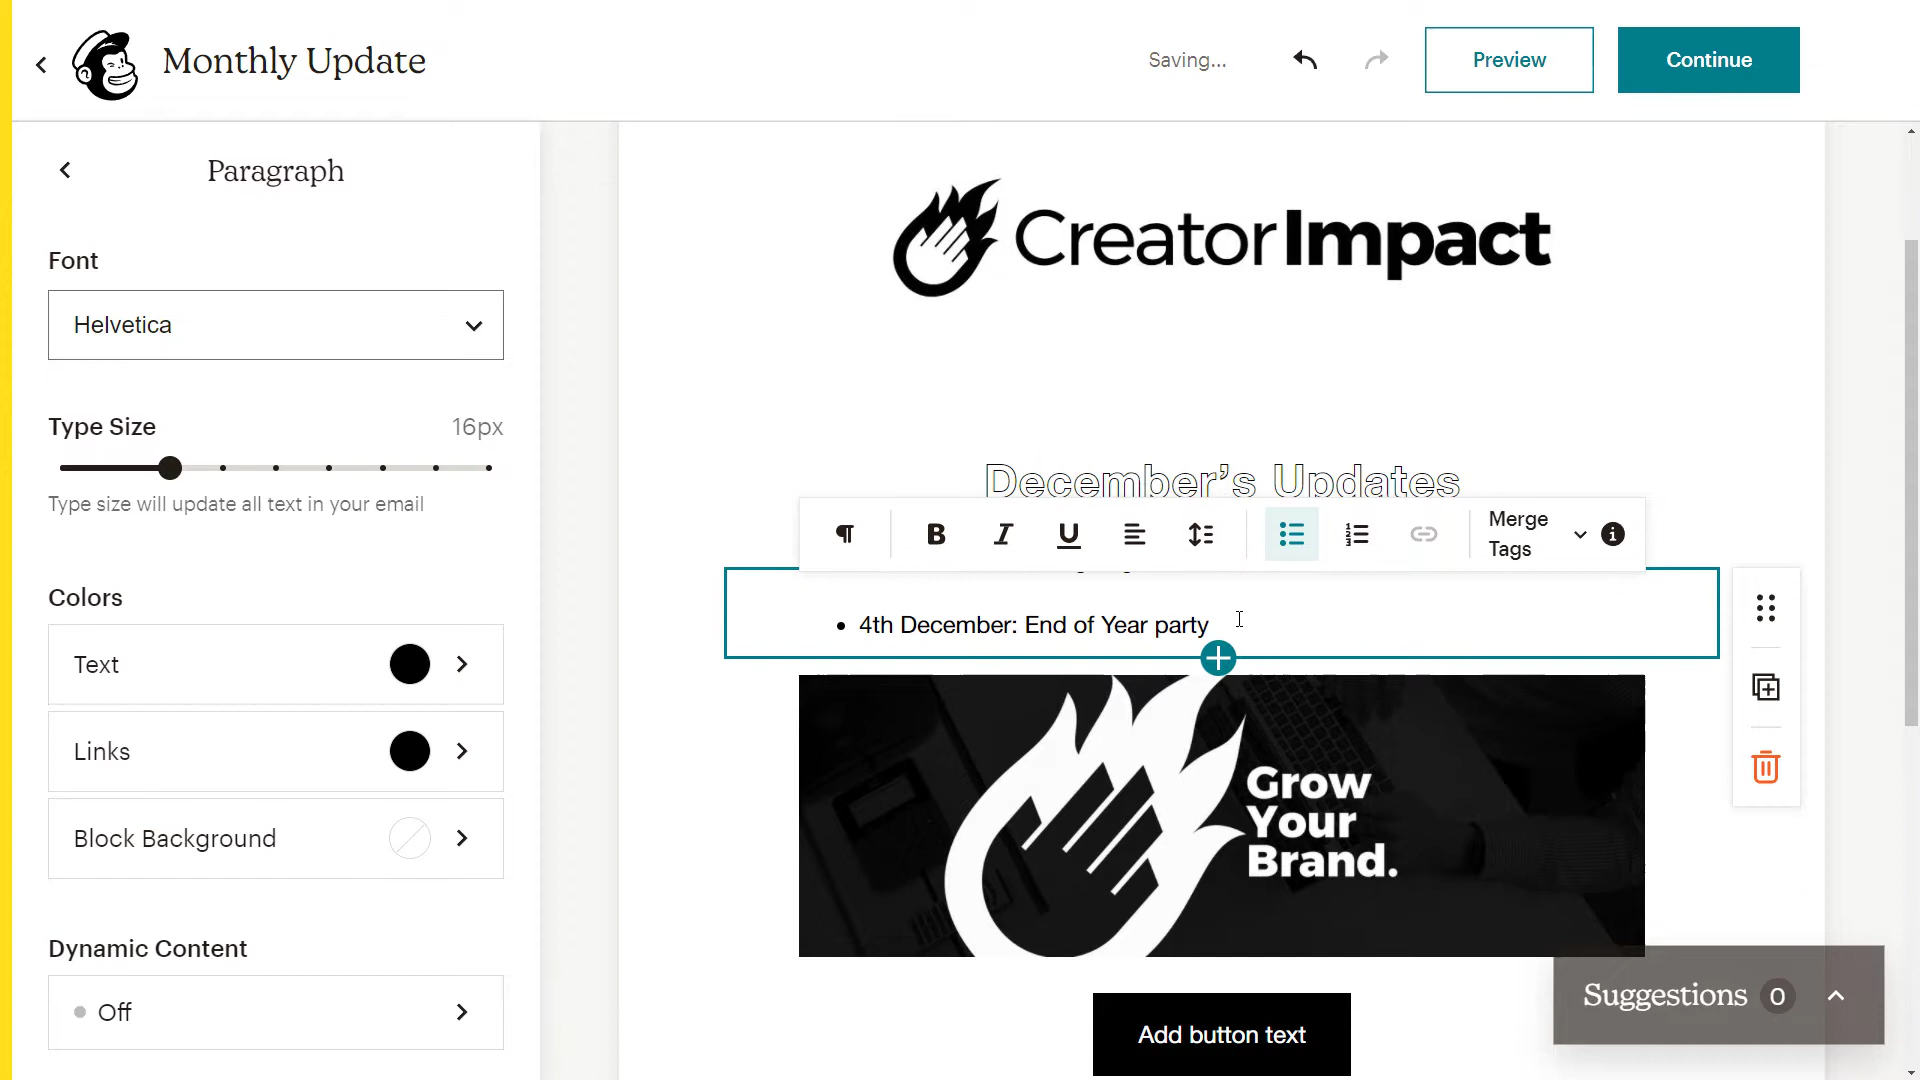 Monthly Update
Saving...
Preview
Continue
Paragraph
Font
Helvetica
Type Size
16px
Type size will update all text in your email
Colors
Text
Links
Block Background
Dynamic Content
Off
CreatorImpact
December’s Updates
B I U
Merge
Tags
4th December: End of Year party
Grow
Your
Brand.
Add button text
Suggestions 0